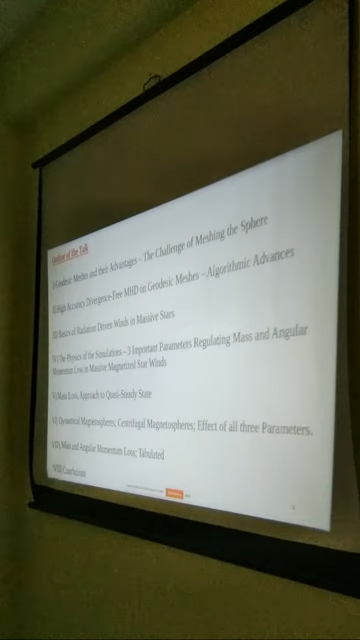 Outline of the Talk
I) Geodesic Meshes and their Advantages – The Challenge of Meshing the Sphere
II) High Accuracy Divergence-Free MHD on Geodesic Meshes – Algorithmic Advances
III) Basics of Radiation Driven Winds in Massive Stars
IV) The Physics of the Simulations – 3 Important Parameters Regulating Mass and Angular
Momentum Loss in Massive Magnetized Star Winds
V) Mass Loss, Approach to Quasi-Steady State
VI) Dynamical Magnetospheres; Centrifugal Magnetospheres; Effect of all three Parameters.
VII) Mass and Angular Momentum Loss; Tabulated
VIII) Conclusions